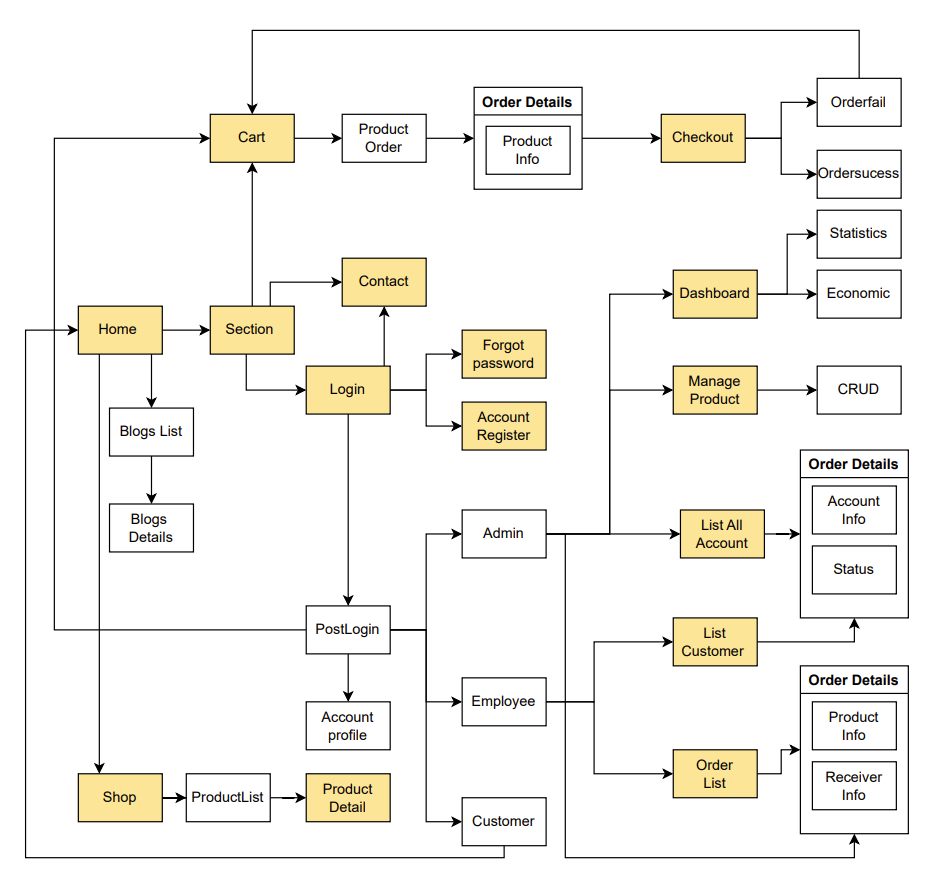 Order Details
Orderfail
Cart
Product
Order
Product
Info
Checkout
Ordersucess
Statistics
Contact
Dashboard
Economic
Home
Section
Forgot
password
Login
Manage
Product
CRUD
Account
Register
Blogs List
Order Details
Account
Info
Blogs
Details
Admin
List All
Account
Status
PostLogin
List
Customer
Order Details
Account
profile
Employee
Product
Info
Shop
ProductList
Product
Detail
Order
List
Receiver
Info
Customer